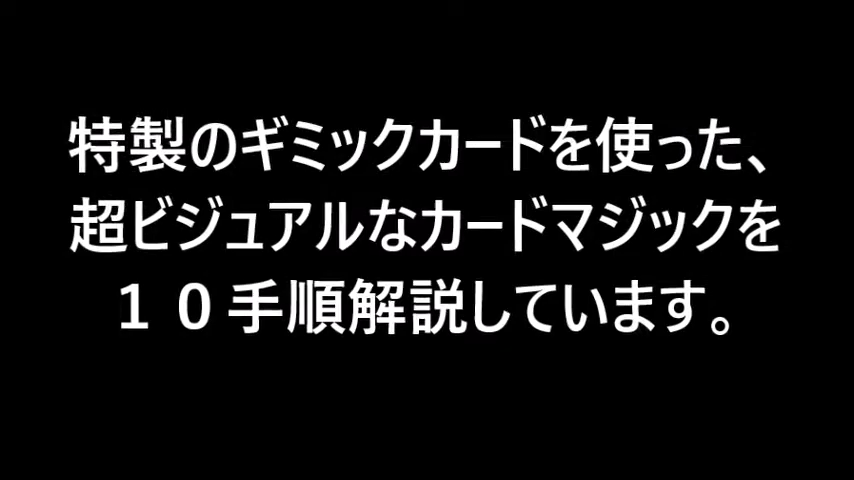 特製のギミックカードを使った、
超ビジュアルなカードマジックを
１０手順解説しています。